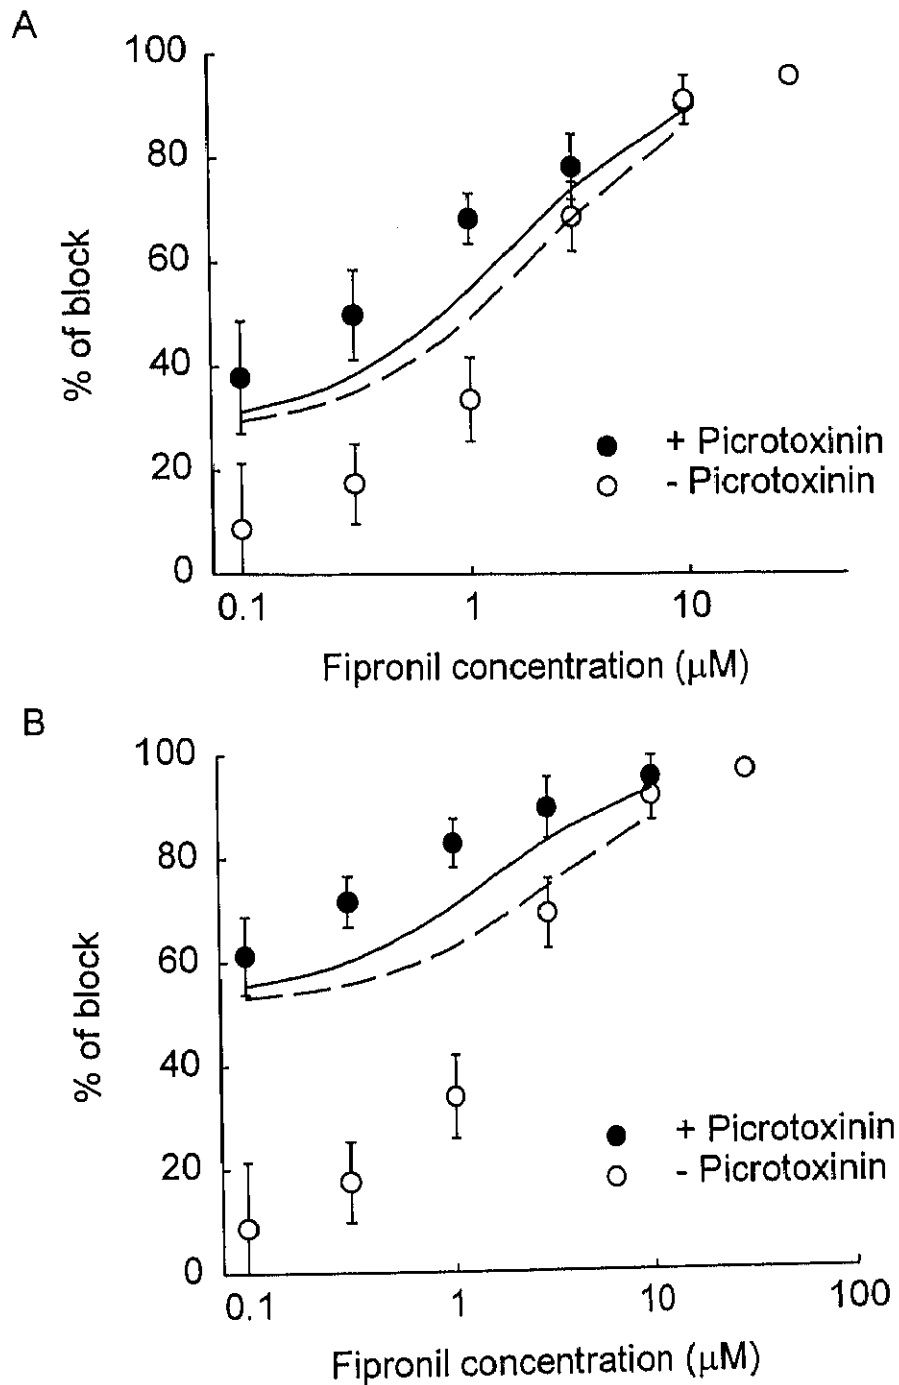 A
100
80
60
40
20
0
% of block
+ Picrotoxinin
- Picrotoxinin
0.1 1 10
Fipronil concentration (μM)
B
100
80
60
40
20
0
% of block
+ Picrotoxinin
- Picrotoxinin
0.1 1 10 100
Fipronil concentration (μM)